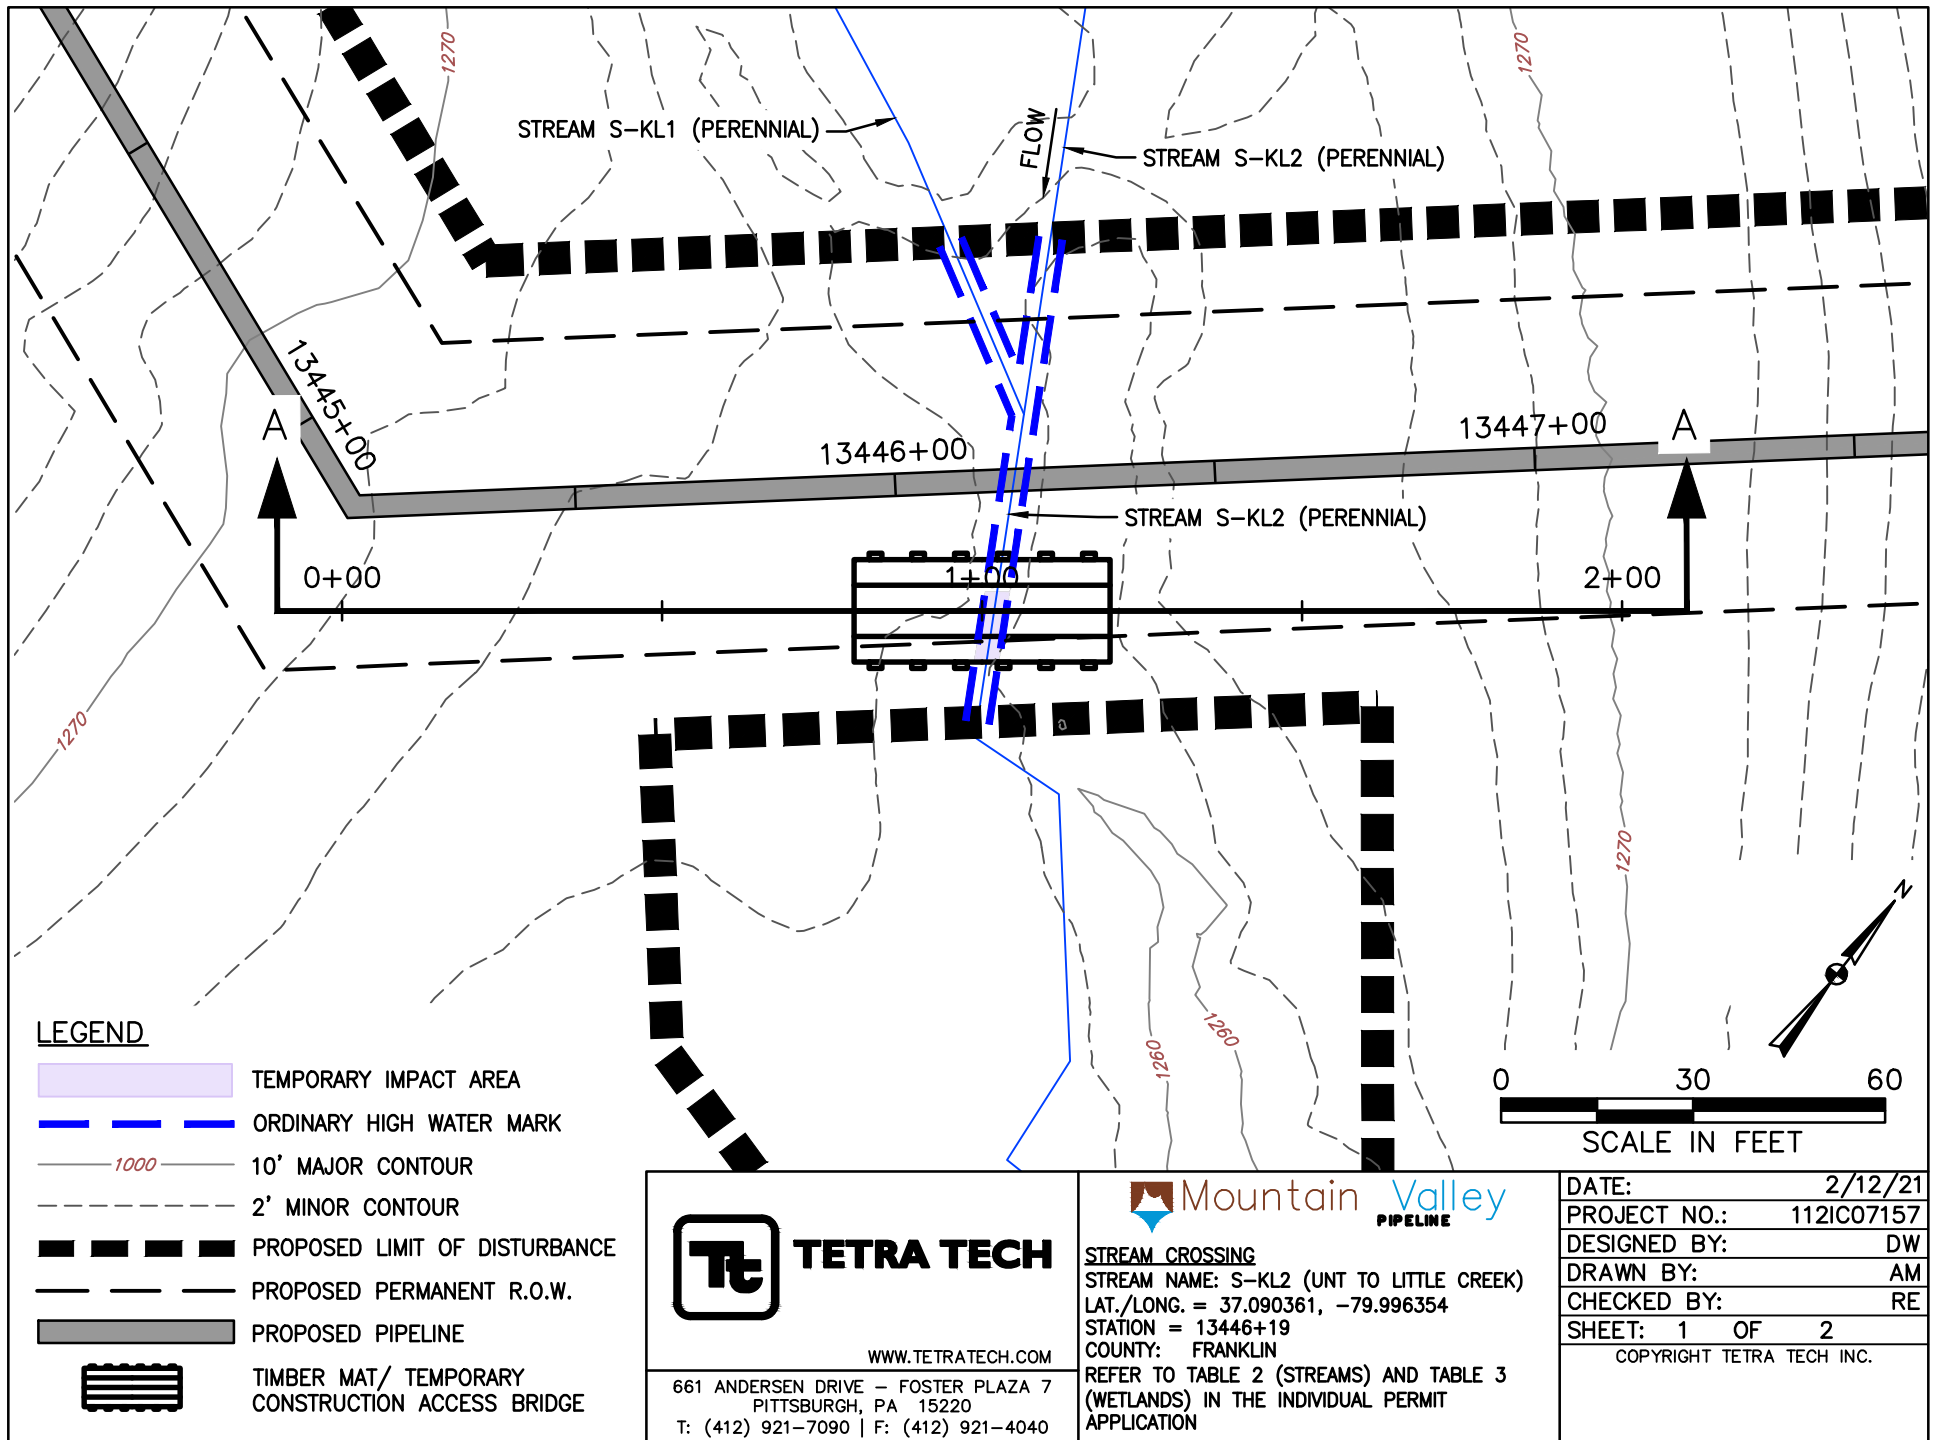 1270
1270
STREAM S-KL1 (PERENNIAL)
FLOW
STREAM S-KL2 (PERENNIAL)
13445+00
A
13446+00
13447+00
A
STREAM S-KL2 (PERENNIAL)
0+00
1+00
2+00
1270
1270
1260
1260
N
LEGEND
TEMPORARY IMPACT AREA
ORDINARY HIGH WATER MARK
1000
10' MAJOR CONTOUR
2' MINOR CONTOUR
PROPOSED LIMIT OF DISTURBANCE
PROPOSED PERMANENT R.O.W.
PROPOSED PIPELINE
TIMBER MAT/ TEMPORARY
CONSTRUCTION ACCESS BRIDGE
0 30 60
SCALE IN FEET
Tt TETRA TECH
WWW.TETRATECH.COM
661 ANDERSEN DRIVE – FOSTER PLAZA 7
PITTSBURGH, PA 15220
T: (412) 921-7090 | F: (412) 921-4040
Mountain Valley
PIPELINE
STREAM CROSSING
STREAM NAME: S-KL2 (UNT TO LITTLE CREEK)
LAT./LONG. = 37.090361, -79.996354
STATION = 13446+19
COUNTY: FRANKLIN
REFER TO TABLE 2 (STREAMS) AND TABLE 3
(WETLANDS) IN THE INDIVIDUAL PERMIT
APPLICATION
DATE: 2/12/21
PROJECT NO.: 112IC07157
DESIGNED BY: DW
DRAWN BY: AM
CHECKED BY: RE
SHEET: 1 OF 2
COPYRIGHT TETRA TECH INC.